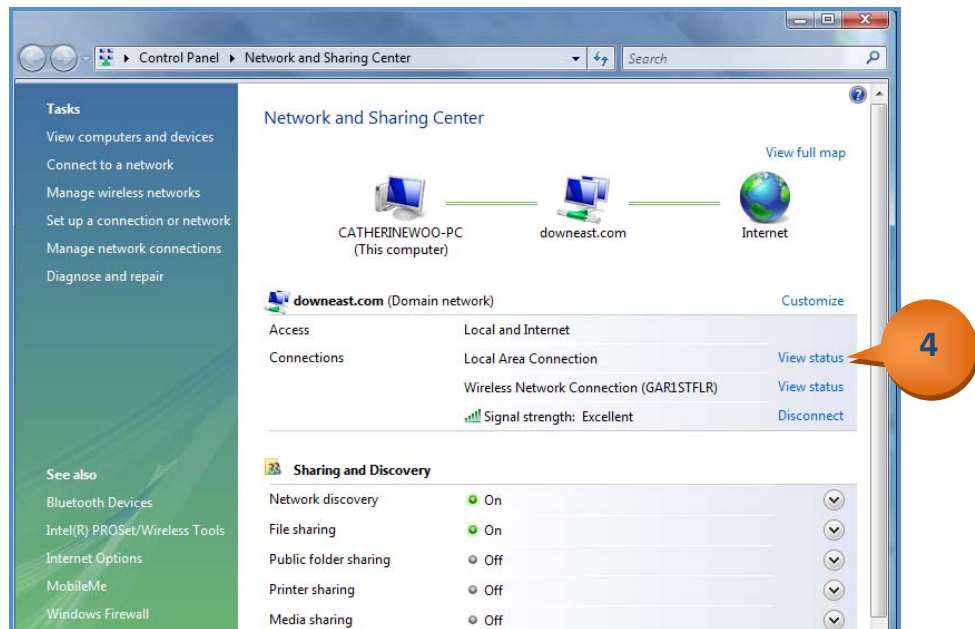 Control Panel Network and Sharing Center Search
Tasks
View computers and devices
Connect to a network
Manage wireless networks
Set up a connection or network
Manage network connections
Diagnose and repair
See also
Bluetooth Devices
Intel(R) PROSet/Wireless Tools
Internet Options
MobileMe
Windows Firewall
Network and Sharing Center
View full map
CATHERINEWOO-PC
(This computer)
downeast.com
Internet
downeast.com (Domain network) Customize
Access Local and Internet
Connections Local Area Connection View status
4
Wireless Network Connection (GAR1STFLR) View status
Signal strength: Excellent Disconnect
Sharing and Discovery
Network discovery On
File sharing On
Public folder sharing Off
Printer sharing Off
Media sharing Off